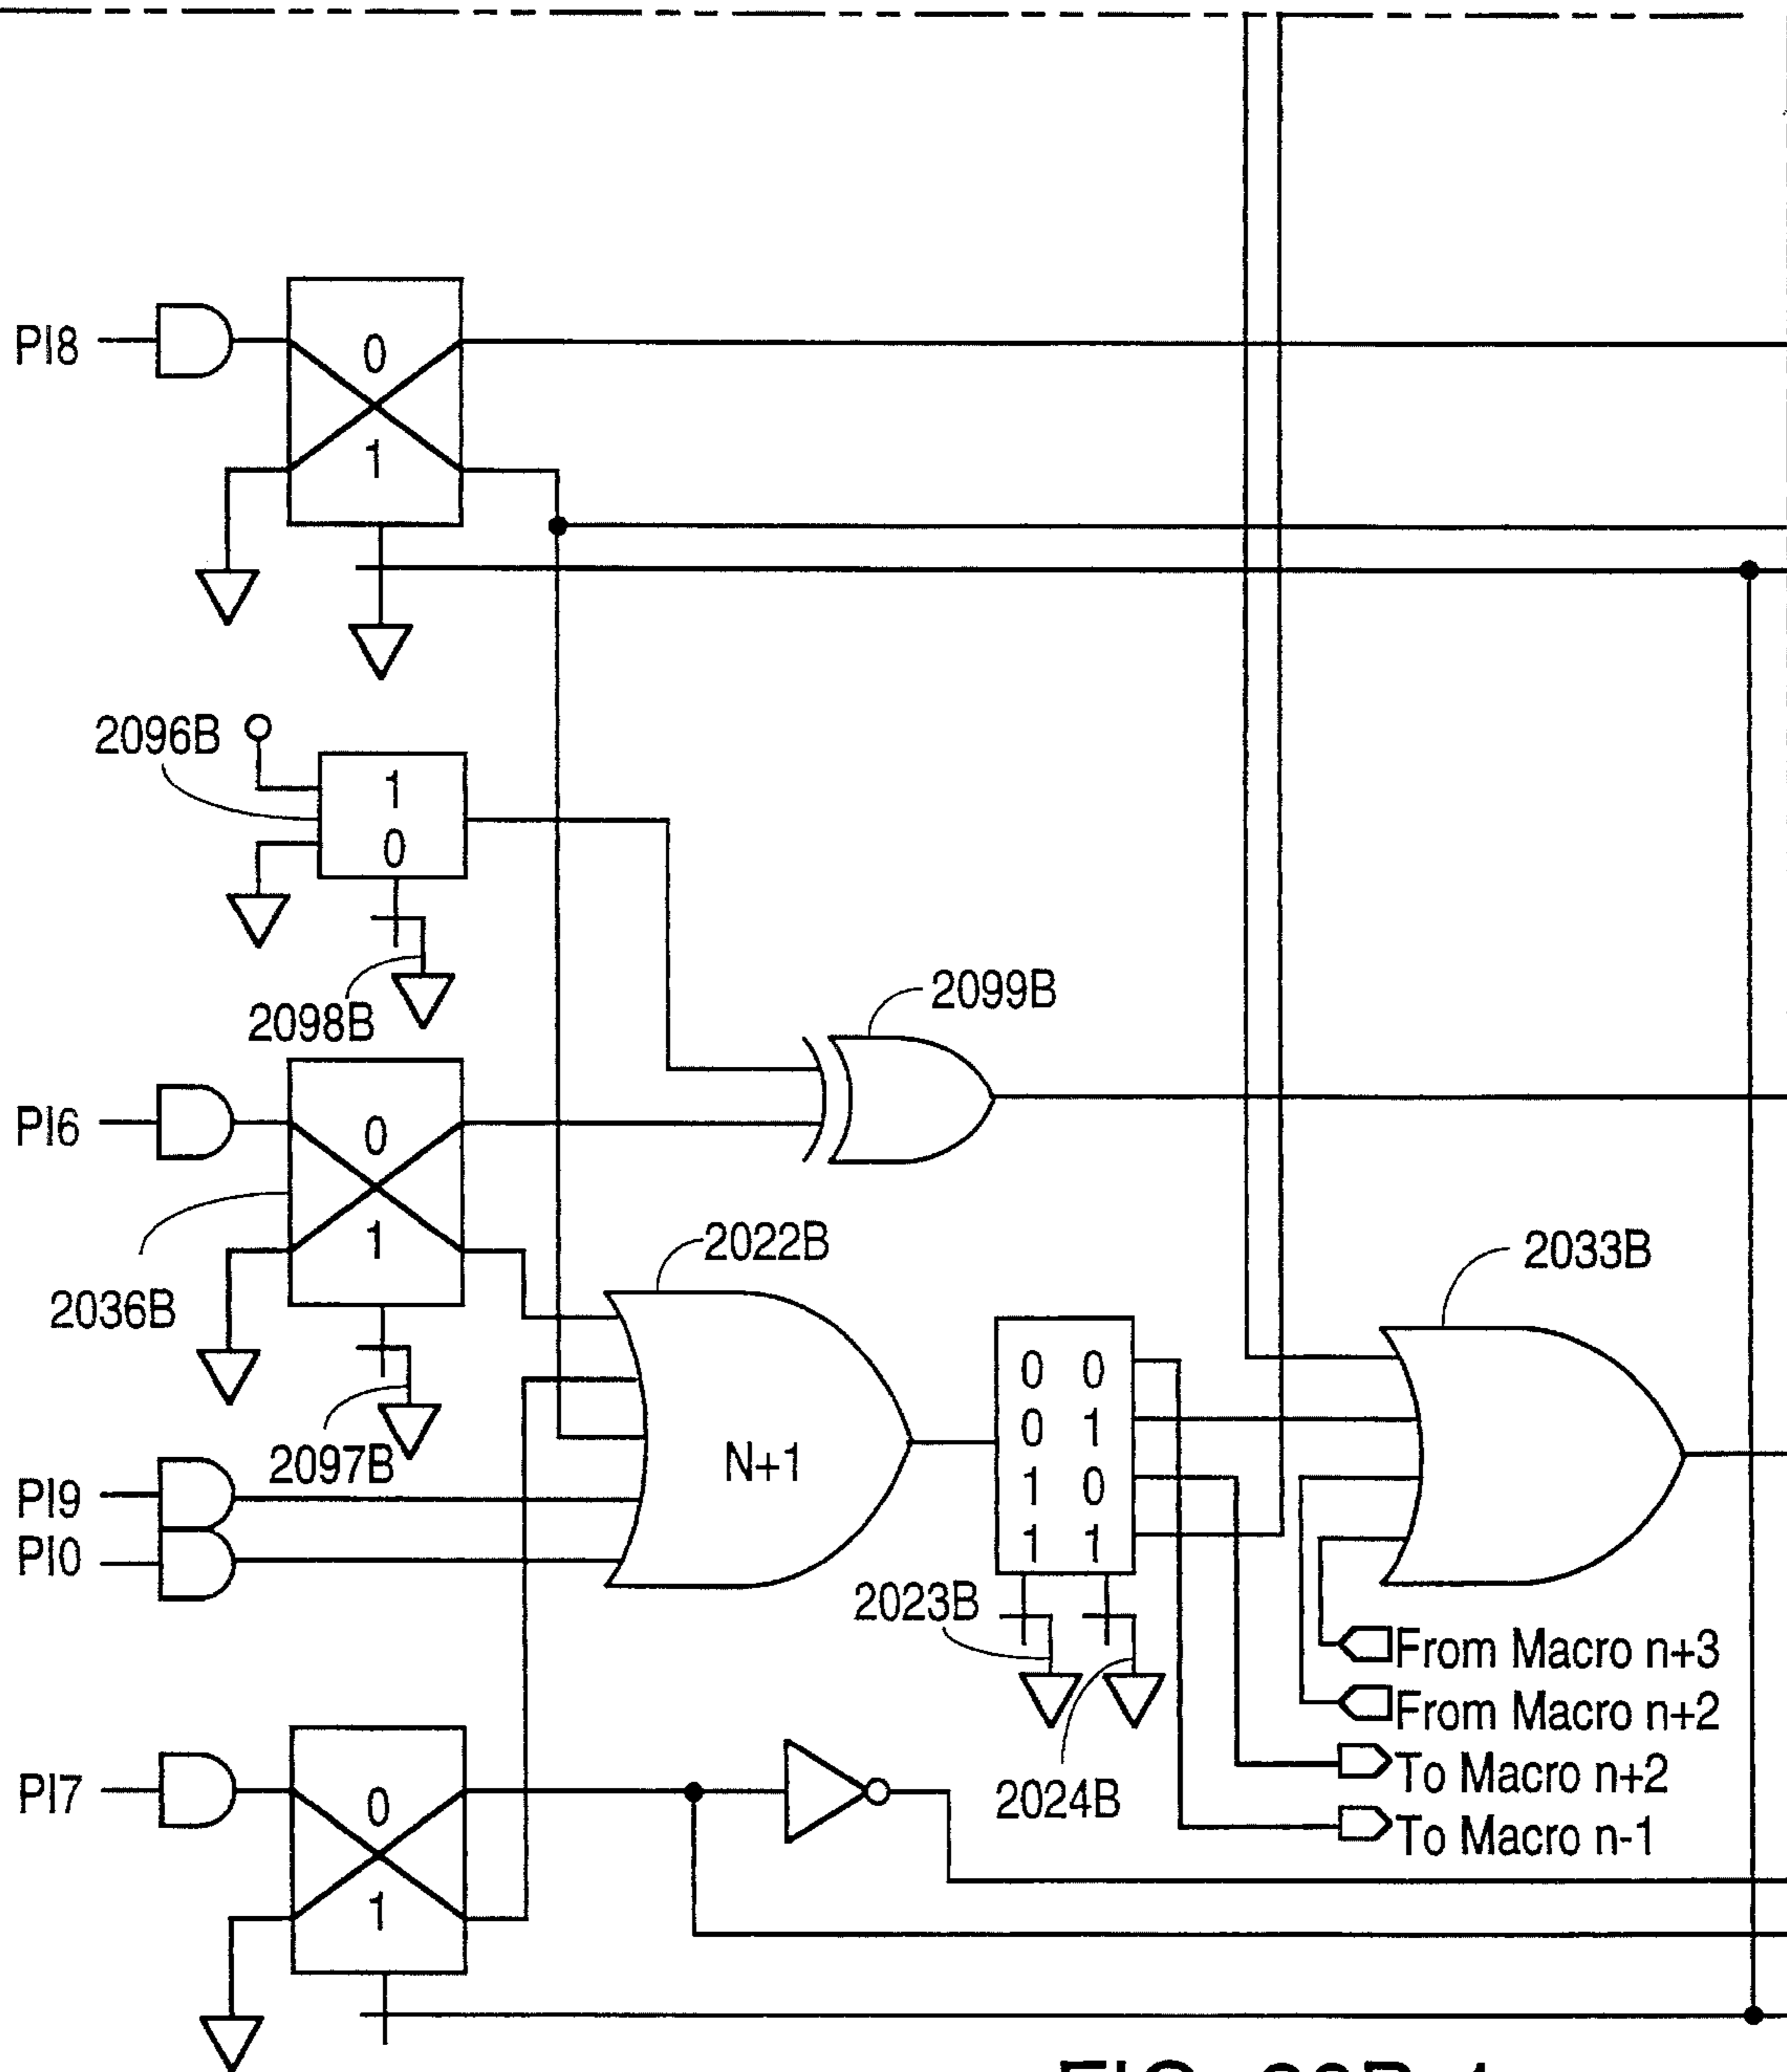 PI8
0
1
2096B
1
0
2098B
2099B
PI6
0
1
2036B
2022B
2033B
2097B
N+1
0 0
0 1
1 0
1 1
PI9
PI0
2023B
2024B
From Macro n+3
From Macro n+2
To Macro n+2
To Macro n-1
PI7
0
1